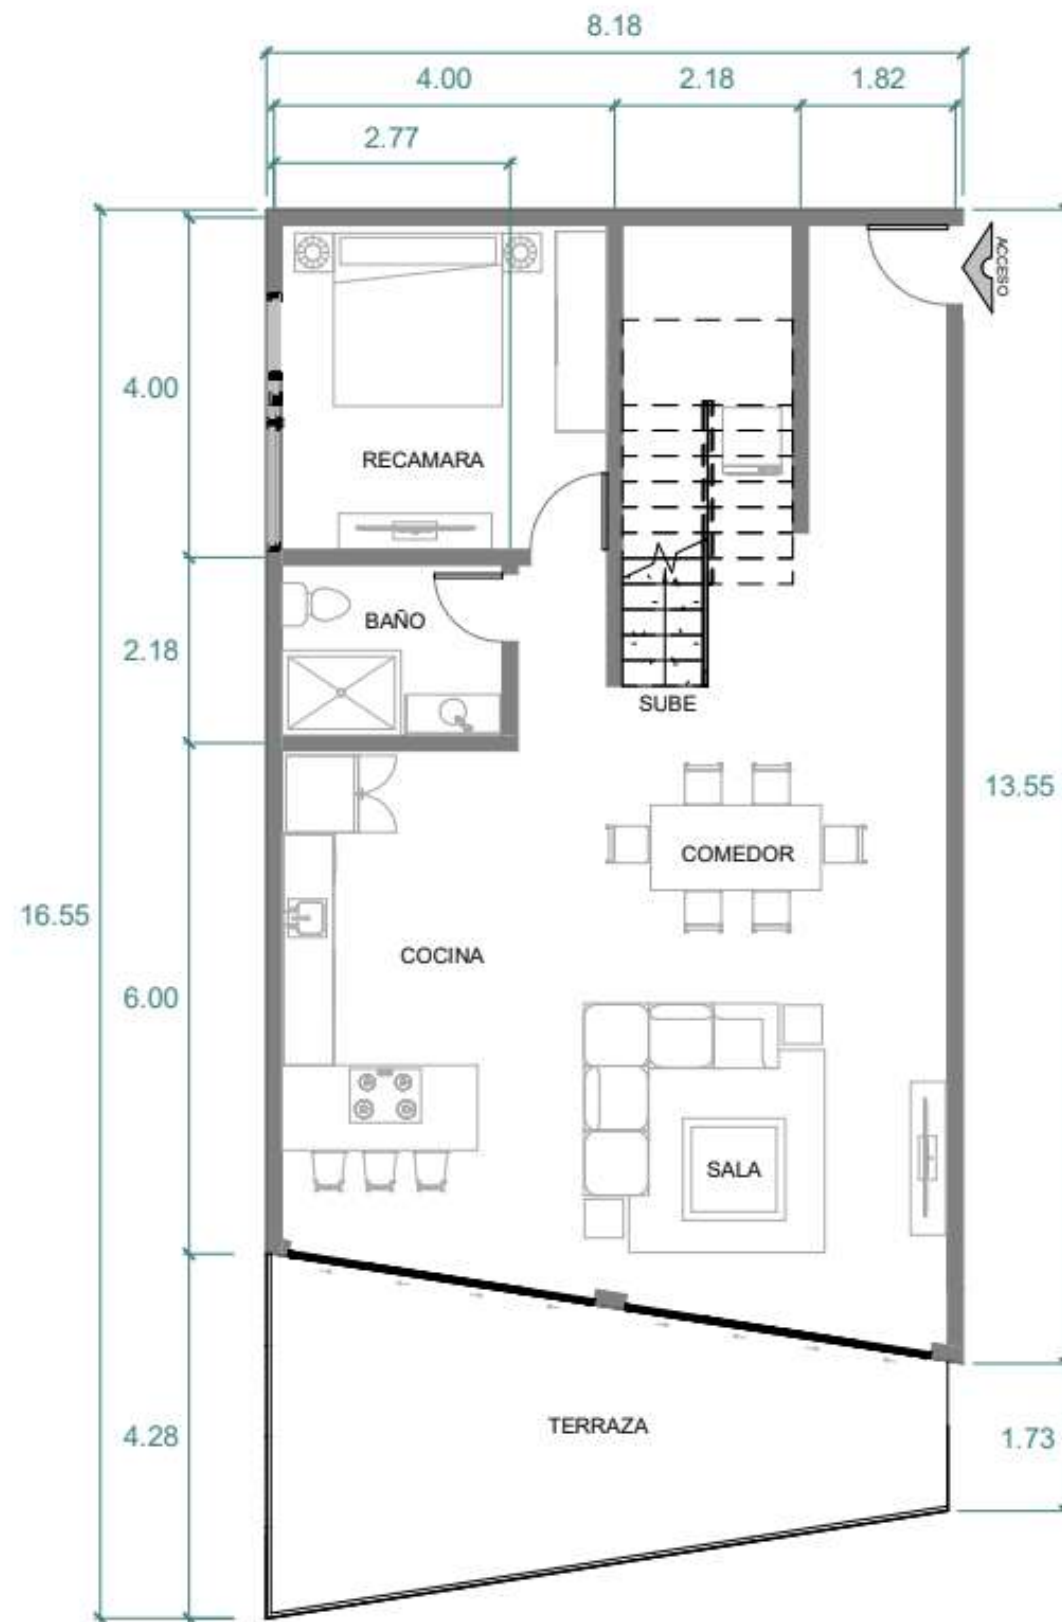 8.18
4.00
2.18
1.82
2.77
ACCESO
4.00
RECAMARA
BAÑO
2.18
SUBE
13.55
COMEDOR
16.55
COCINA
6.00
SALA
TERRAZA
4.28
1.73